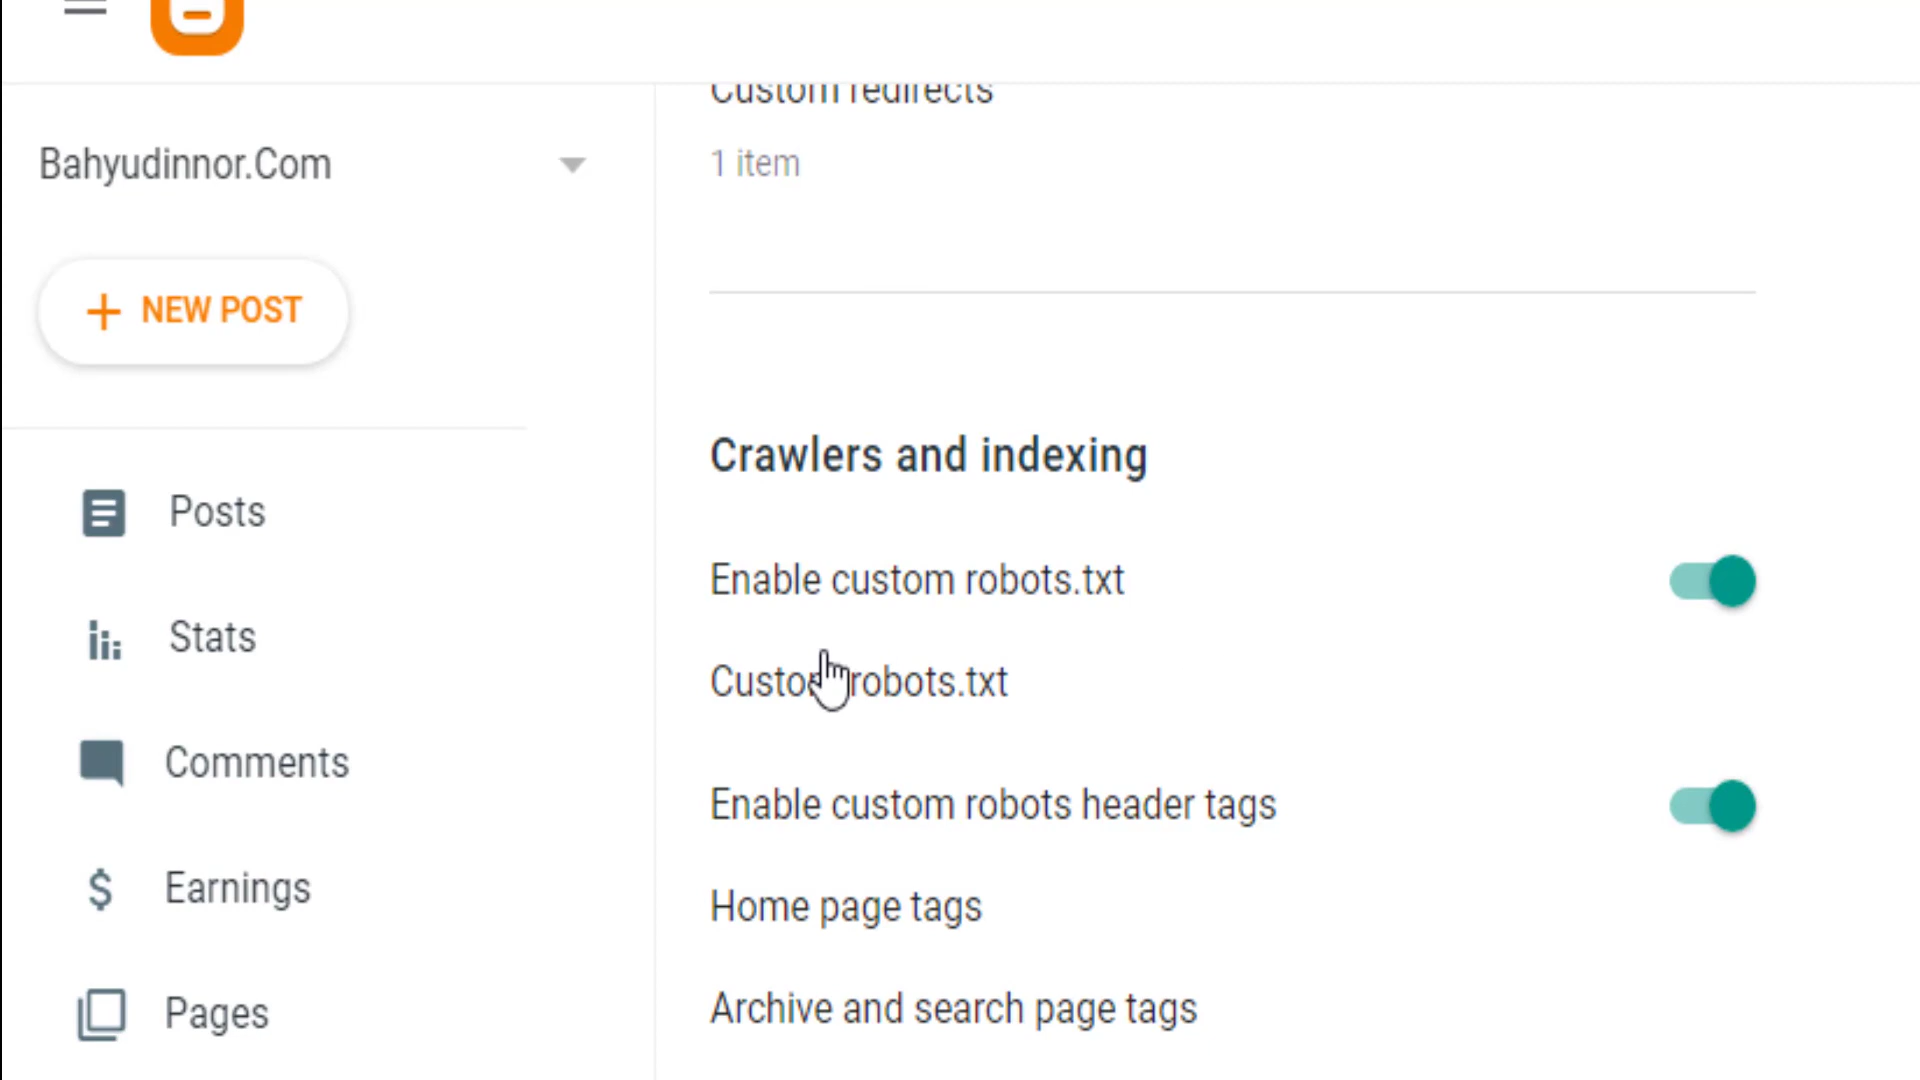 Custom redirects
Bahyudinnor.Com
1 item
NEW POST
Crawlers and indexing
Posts
Enable custom robots.txt
Stats
Custom robots.txt
Comments
Enable custom robots header tags
Earnings
Home page tags
Pages
Archive and search page tags